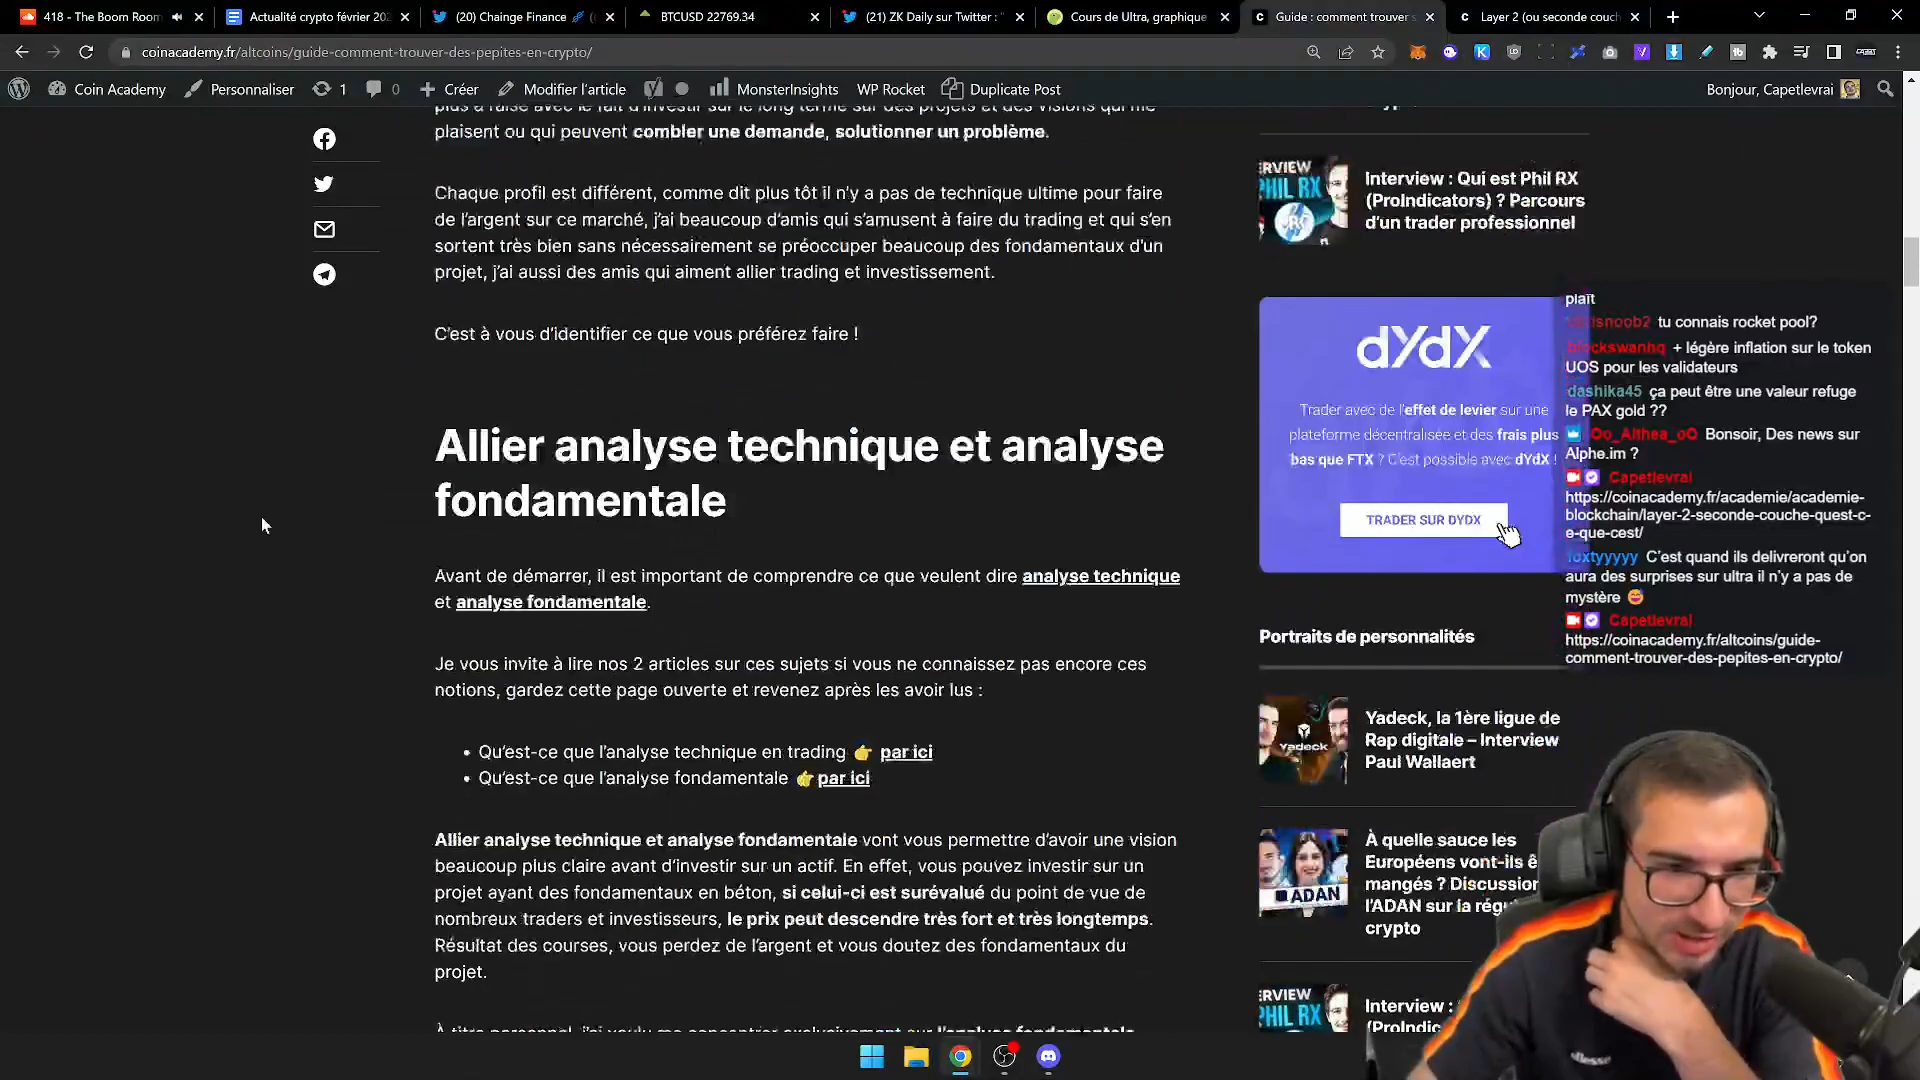 418 - The Boom Room
Actualité crypto février 202
(20) Chainge Finance
BTCUSD 22769.34
(21) ZK Daily sur Twitter : "
Cours de Ultra, graphique
Guide : comment trouver
Layer 2 (ou seconde couch
coinacademy.fr/altcoins/guide-comment-trouver-des-pepites-en-crypto/
Coin Academy
Personnaliser
1
0
Créer
Modifier l'article
MonsterInsights
WP Rocket
Duplicate Post
Bonjour, Capetlevrai
plus à l'aise avec le fait d'investir sur le long terme sur des projets et des visions qui me
plaisent ou qui peuvent combler une demande, solutionner un problème.
Chaque profil est différent, comme dit plus tôt il n'y a pas de technique ultime pour faire
de l'argent sur ce marché, j'ai beaucoup d'amis qui s'amusent à faire du trading et qui s'en
sortent très bien sans nécessairement se préoccuper beaucoup des fondamentaux d'un
projet, j'ai aussi des amis qui aiment allier trading et investissement.
C'est à vous d'identifier ce que vous préférez faire !
Allier analyse technique et analyse
fondamentale
Avant de démarrer, il est important de comprendre ce que veulent dire analyse technique
et analyse fondamentale.
Je vous invite à lire nos 2 articles sur ces sujets si vous ne connaissez pas encore ces
notions, gardez cette page ouverte et revenez après les avoir lus :
• Qu'est-ce que l'analyse technique en trading 👉 par ici
• Qu'est-ce que l'analyse fondamentale 👉 par ici
Allier analyse technique et analyse fondamentale vont vous permettre d'avoir une vision
beaucoup plus claire avant d'investir sur un actif. En effet, vous pouvez investir sur un
projet ayant des fondamentaux en béton, si celui-ci est surévalué du point de vue de
nombreux traders et investisseurs, le prix peut descendre très fort et très longtemps.
Résultat des courses, vous perdez de l'argent et vous doutez des fondamentaux du
projet.
À titre personnel, j'ai voulu me concentrer exclusivement sur l'analyse fondamentale
ERVIEW
PHIL RX
Interview : Qui est Phil RX
(ProIndicators) ? Parcours
d'un trader professionnel
dYdX
Trader avec de l'effet de levier sur une
plateforme décentralisée et des frais plus
bas que FTX ? C'est possible avec dYdX !
TRADER SUR DYDX
Portraits de personnalités
Yadeck
Yadeck, la 1ère ligue de
Rap digitale – Interview
Paul Wallaert
ADAN
À quelle sauce les
Européens vont-ils ê
mangés ? Discussion
l'ADAN sur la régu
crypto
ERVIEW
PHIL RX
Interview :
(ProIndicat
plait
snoob2 tu connais rocket pool?
blockswanhq + légère inflation sur le token
UOS pour les validateurs
dashika45 ça peut être une valeur refuge
le PAX gold ??
Oo_Althea_oO Bonsoir, Des news sur
Alphe.im ?
Capetlevrai
https://coinacademy.fr/academie/academie-
blockchain/layer-2-seconde-couche-quest-c-
e-que-cest/
foxtyyyyy C'est quand ils delivreront qu'on
aura des surprises sur ultra il n'y a pas de
mystère 😅
Capetlevrai
https://coinacademy.fr/altcoins/guide-
comment-trouver-des-pepites-en-crypto/
ellesse